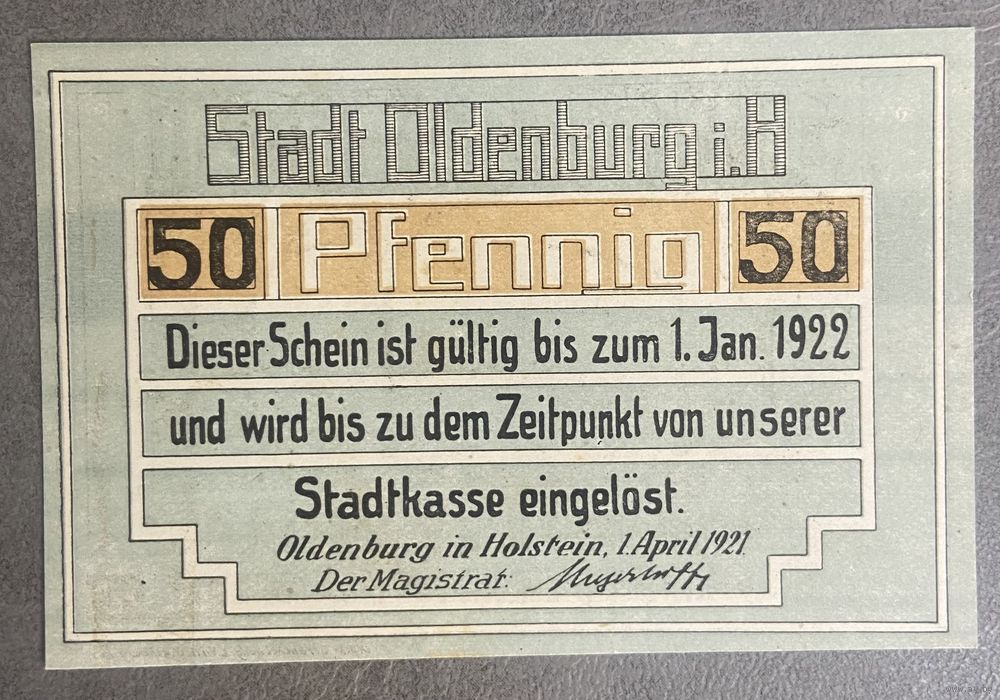 Stadt Oldenburg i. H
50 Pfennig 50
Dieser Schein ist gültig bis zum 1. Jan. 1922
und wird bis zu dem Zeitpunkt von unserer
Stadtkasse eingelöst.
Oldenburg in Holstein, 1. April 1921
Der Magistrat: